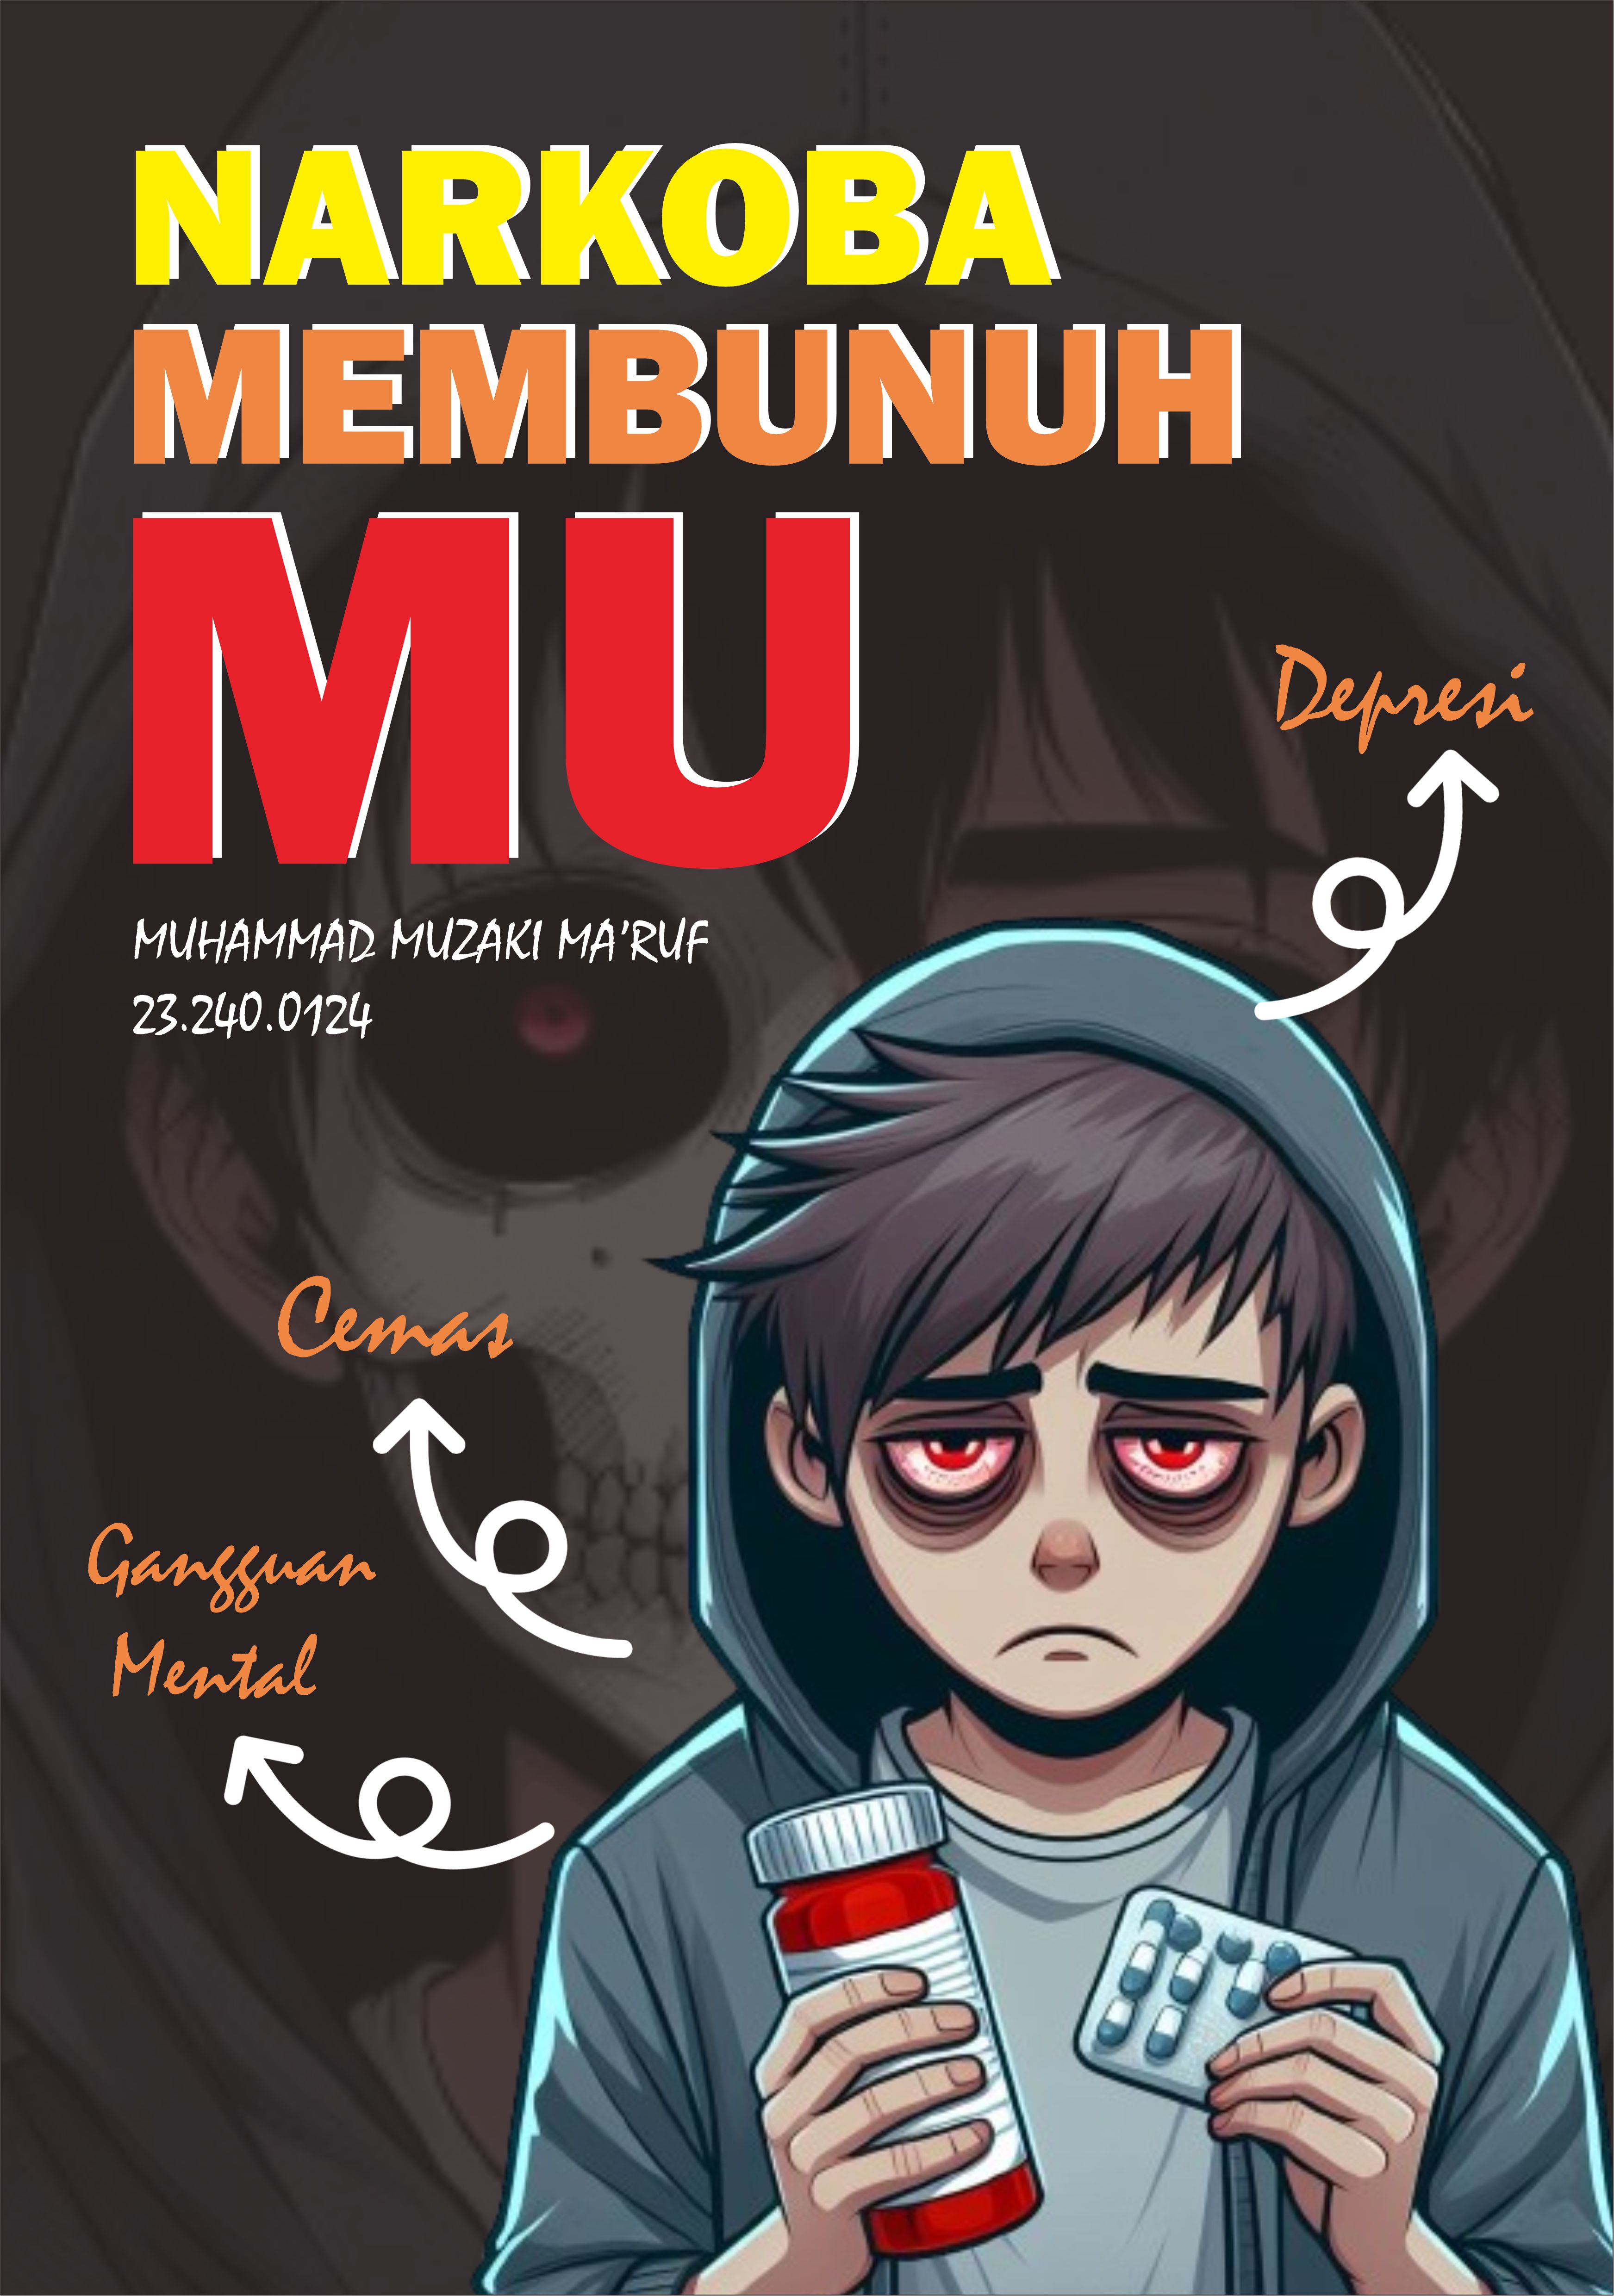 NARKOBA
MEMBUNUH
MU
MUHAMMAD MUZAKI MA'RUF
23.240.0124
Depresi
Cemas
Gangguan
Mental